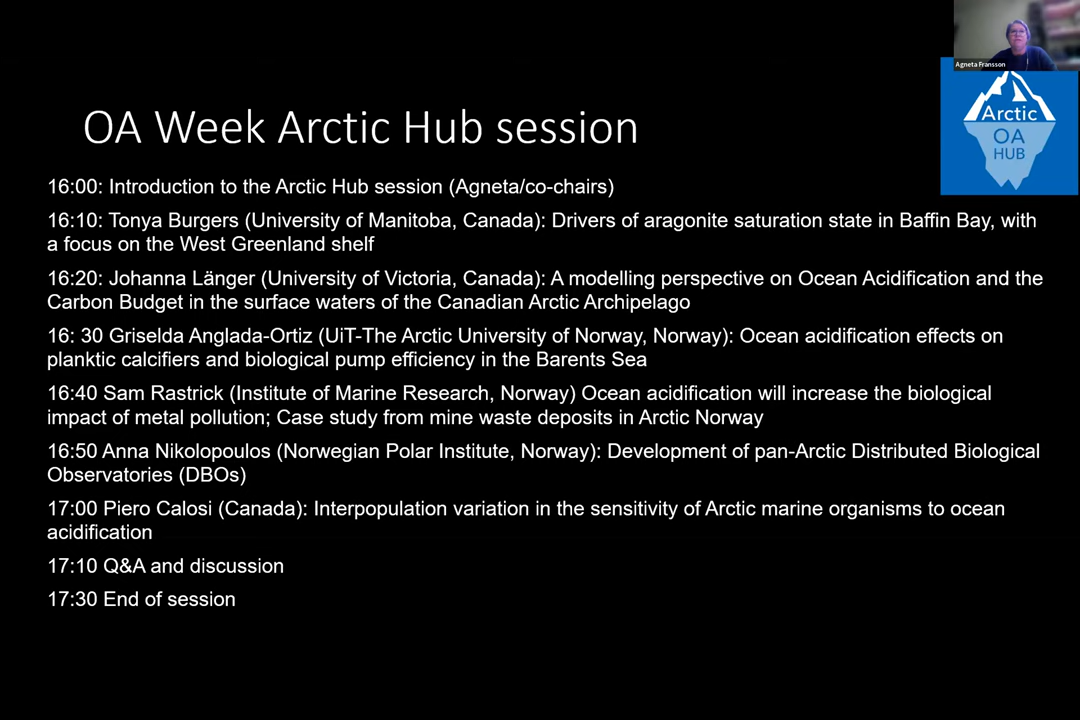 Agneta Fransson
Arctic
OA
HUB
OA Week Arctic Hub session
16:00: Introduction to the Arctic Hub session (Agneta/co-chairs)
16:10: Tonya Burgers (University of Manitoba, Canada): Drivers of aragonite saturation state in Baffin Bay, with
a focus on the West Greenland shelf
16:20: Johanna Länger (University of Victoria, Canada): A modelling perspective on Ocean Acidification and the
Carbon Budget in the surface waters of the Canadian Arctic Archipelago
16: 30 Griselda Anglada-Ortiz (UiT-The Arctic University of Norway, Norway): Ocean acidification effects on
planktic calcifiers and biological pump efficiency in the Barents Sea
16:40 Sam Rastrick (Institute of Marine Research, Norway) Ocean acidification will increase the biological
impact of metal pollution; Case study from mine waste deposits in Arctic Norway
16:50 Anna Nikolopoulos (Norwegian Polar Institute, Norway): Development of pan-Arctic Distributed Biological
Observatories (DBOs)
17:00 Piero Calosi (Canada): Interpopulation variation in the sensitivity of Arctic marine organisms to ocean
acidification
17:10 Q&A and discussion
17:30 End of session